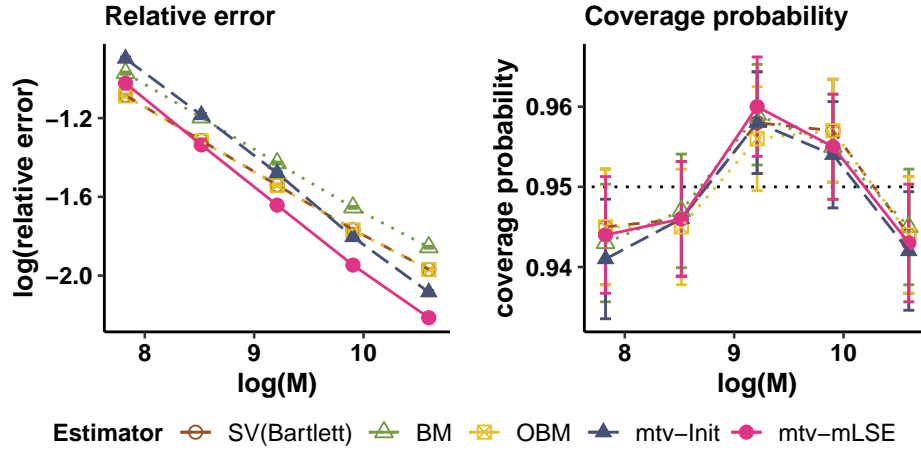 Relative error
Coverage probability
log(relative error)
−1.2
−1.6
−2.0
8
9
10
log(M)
coverage probability
0.96
0.95
0.94
8
9
10
log(M)
Estimator SV(Bartlett) BM OBM mtv−Init mtv−mLSE